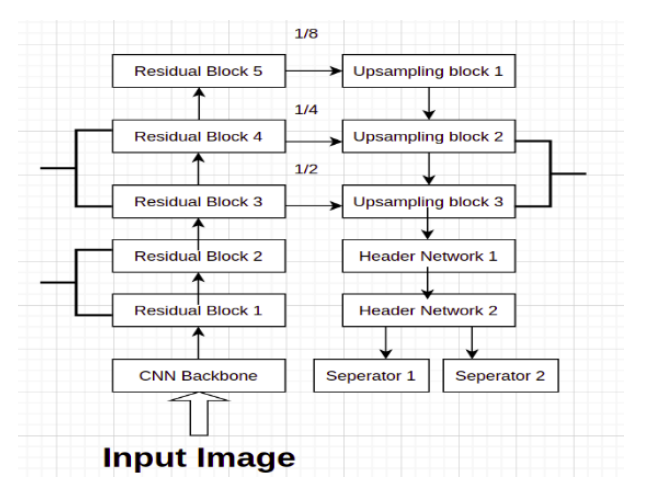 1/8
Residual Block 5
Upsampling block 1
1/4
Residual Block 4
Upsampling block 2
1/2
Residual Block 3
Upsampling block 3
Residual Block 2
Header Network 1
Residual Block 1
Header Network 2
CNN Backbone
Seperator 1
Seperator 2
Input Image